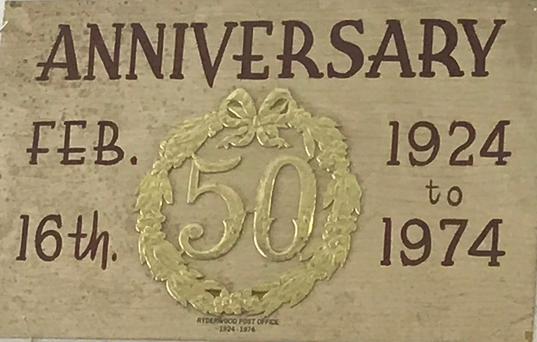 ANNIVERSARY
FEB. 50 1924
to
16th. 1974
RYDERWOOD POST OFFICE
1924-1974